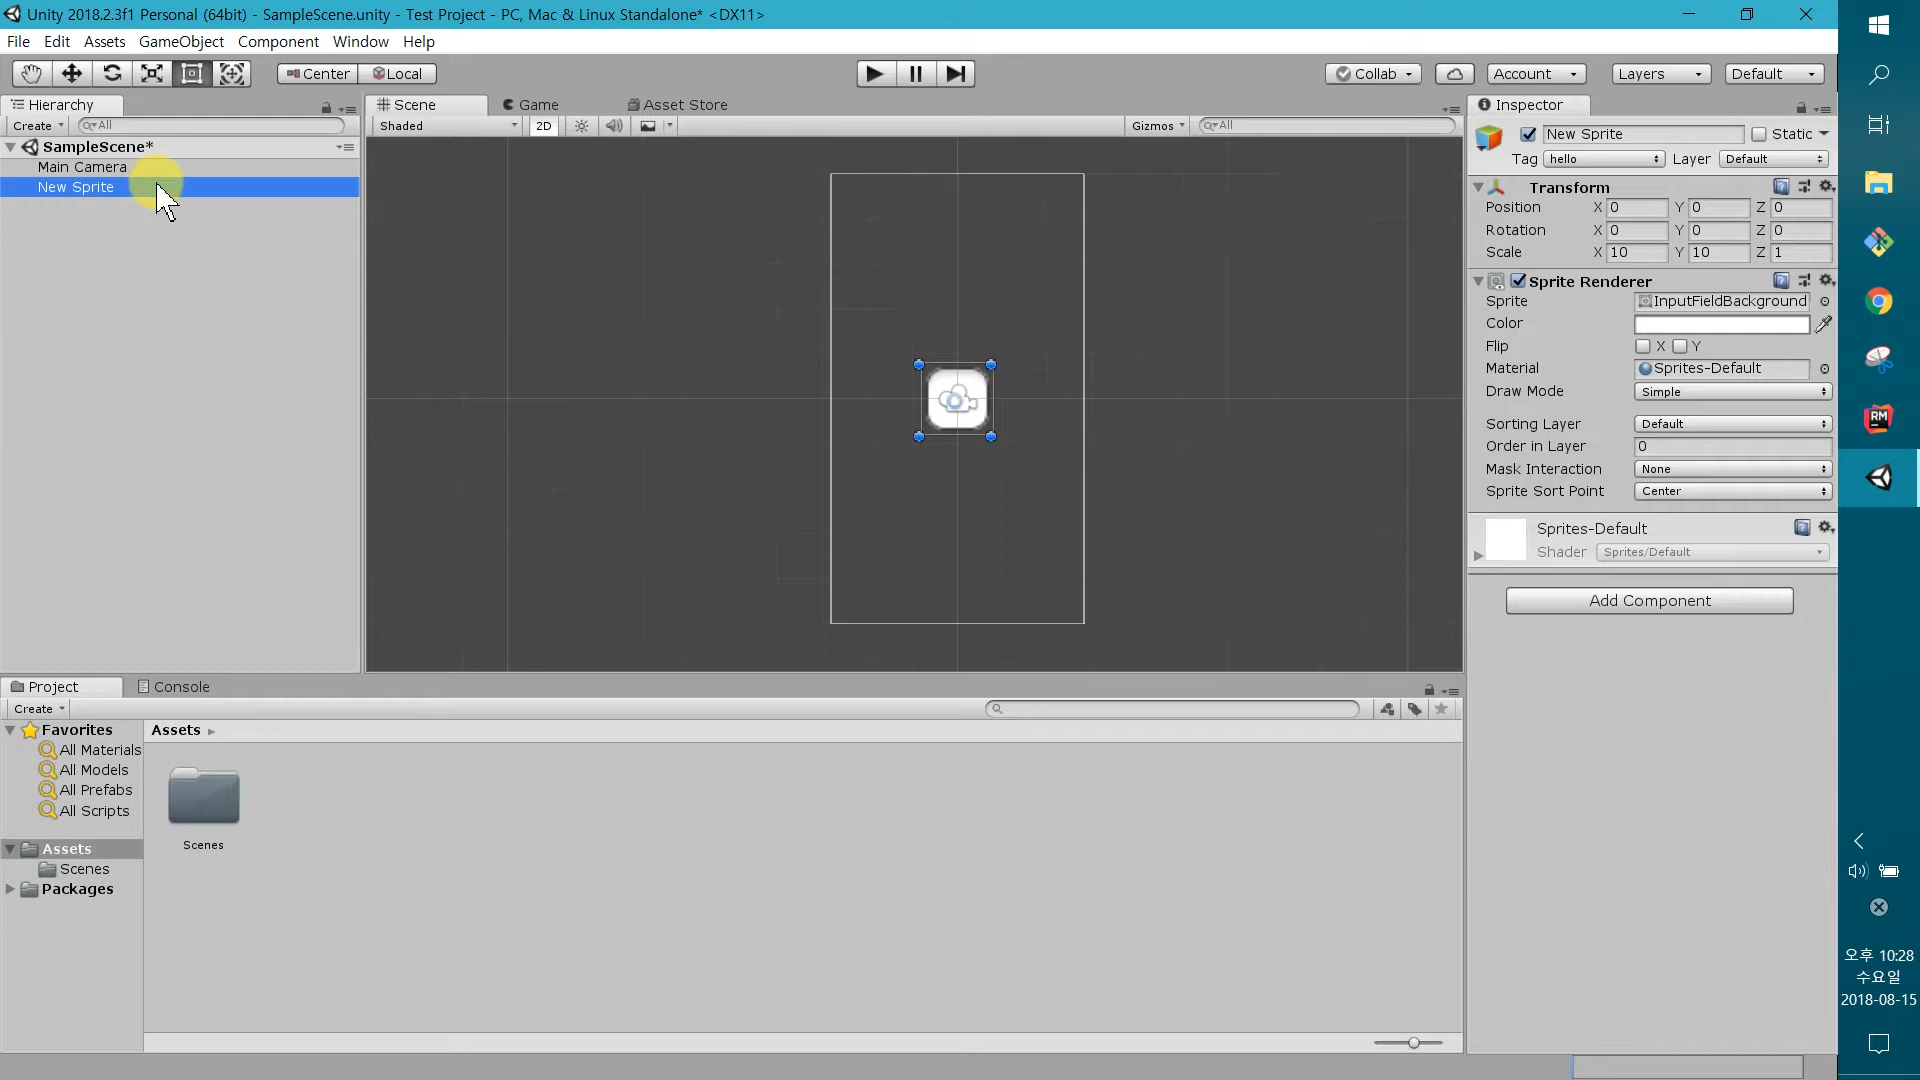 Unity 2018.2.3f1 Personal (64bit) - SampleScene.unity - Test Project - PC, Mac & Linux Standalone* <DX11>
File Edit Assets GameObject Component Window Help
Center Local Collab Account Layers Default
Hierarchy
Create All
SampleScene*
Main Camera
New Sprite
Scene Game Asset Store
Shaded 2D Gizmos All
Inspector
New Sprite Static
Tag hello Layer Default
Transform
Position X 0 Y 0 Z 0
Rotation X 0 Y 0 Z 0
Scale X 10 Y 10 Z 1
Sprite Renderer
Sprite InputFieldBackground
Color
Flip X Y
Material Sprites-Default
Draw Mode Simple
Sorting Layer Default
Order in Layer 0
Mask Interaction None
Sprite Sort Point Center
Sprites-Default
Shader Sprites/Default
Add Component
Project Console
Create
Favorites
All Materials
All Models
All Prefabs
All Scripts
Assets
Scenes
Packages
Assets
Scenes
RM
오후 10:28
수요일
2018-08-15